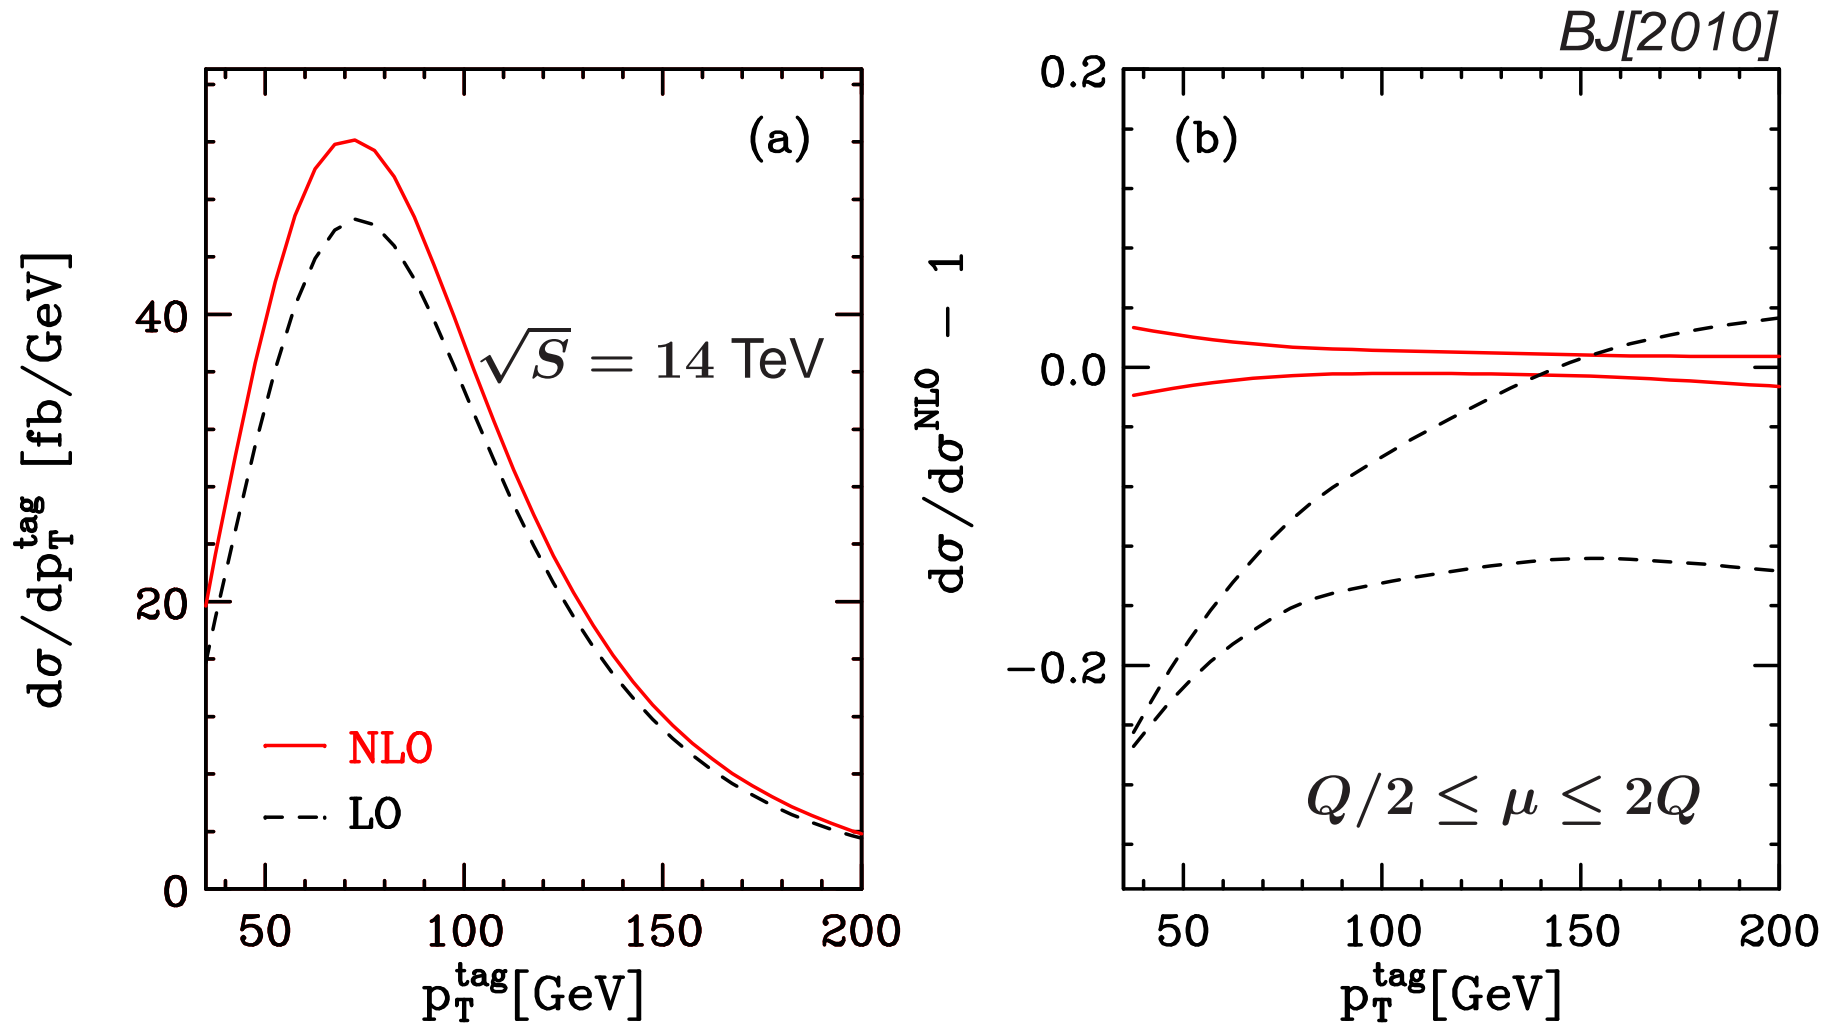 BJ[2010]
(a)
dσ/dp_T^tag [fb/GeV]
40
20
0
√S = 14 TeV
NLO
LO
50 100 150 200
p_T^tag[GeV]
(b)
dσ/dσ^NLO − 1
0.2
0.0
−0.2
Q/2 ≤ μ ≤ 2Q
50 100 150 200
p_T^tag[GeV]